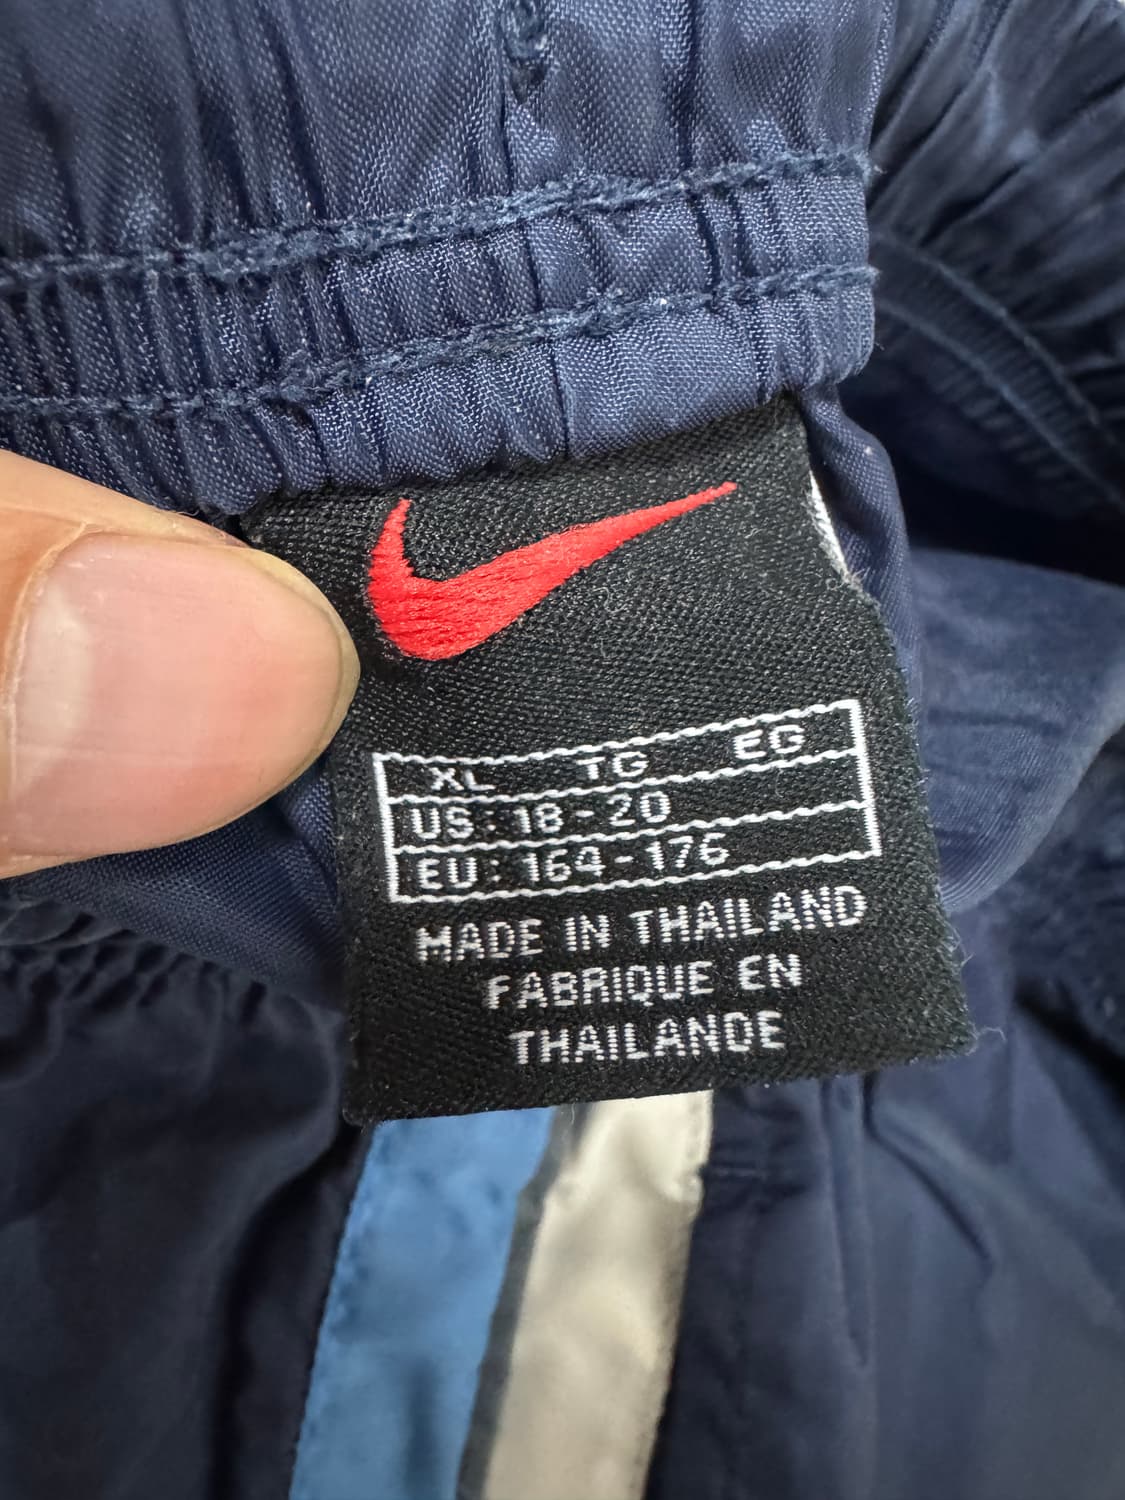 XL TG EG
US: 18-20
EU: 164-176
MADE IN THAILAND
FABRIQUE EN
THAILANDE